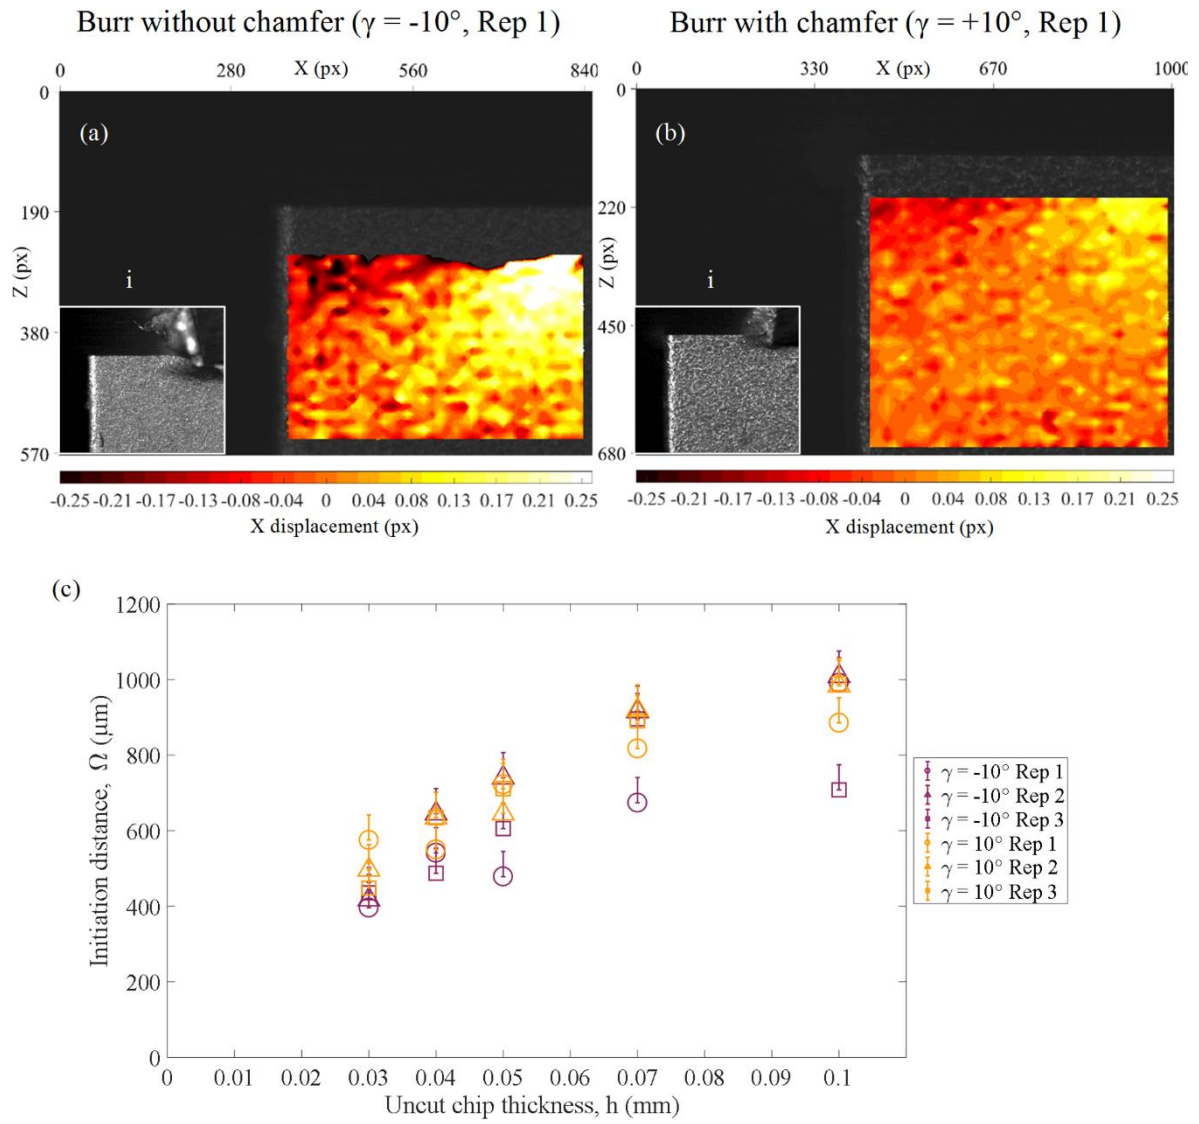 Burr without chamfer (γ = -10°, Rep 1)
Burr with chamfer (γ = +10°, Rep 1)
0 280 X (px) 560 840
0 330 X (px) 670 1000
0
190
380
570
Z (px)
(a)
i
0
220
450
680
(b)
i
-0.25 -0.21 -0.17 -0.13 -0.08 -0.04 0 0.04 0.08 0.13 0.17 0.21 0.25
X displacement (px)
-0.25 -0.21 -0.17 -0.13 -0.08 -0.04 0 0.04 0.08 0.13 0.17 0.21 0.25
X displacement (px)
(c)
1200
1000
800
600
400
200
0
Initiation distance, Ω (μm)
0 0.01 0.02 0.03 0.04 0.05 0.06 0.07 0.08 0.09 0.1
Uncut chip thickness, h (mm)
γ = -10° Rep 1
γ = -10° Rep 2
γ = -10° Rep 3
γ = 10° Rep 1
γ = 10° Rep 2
γ = 10° Rep 3